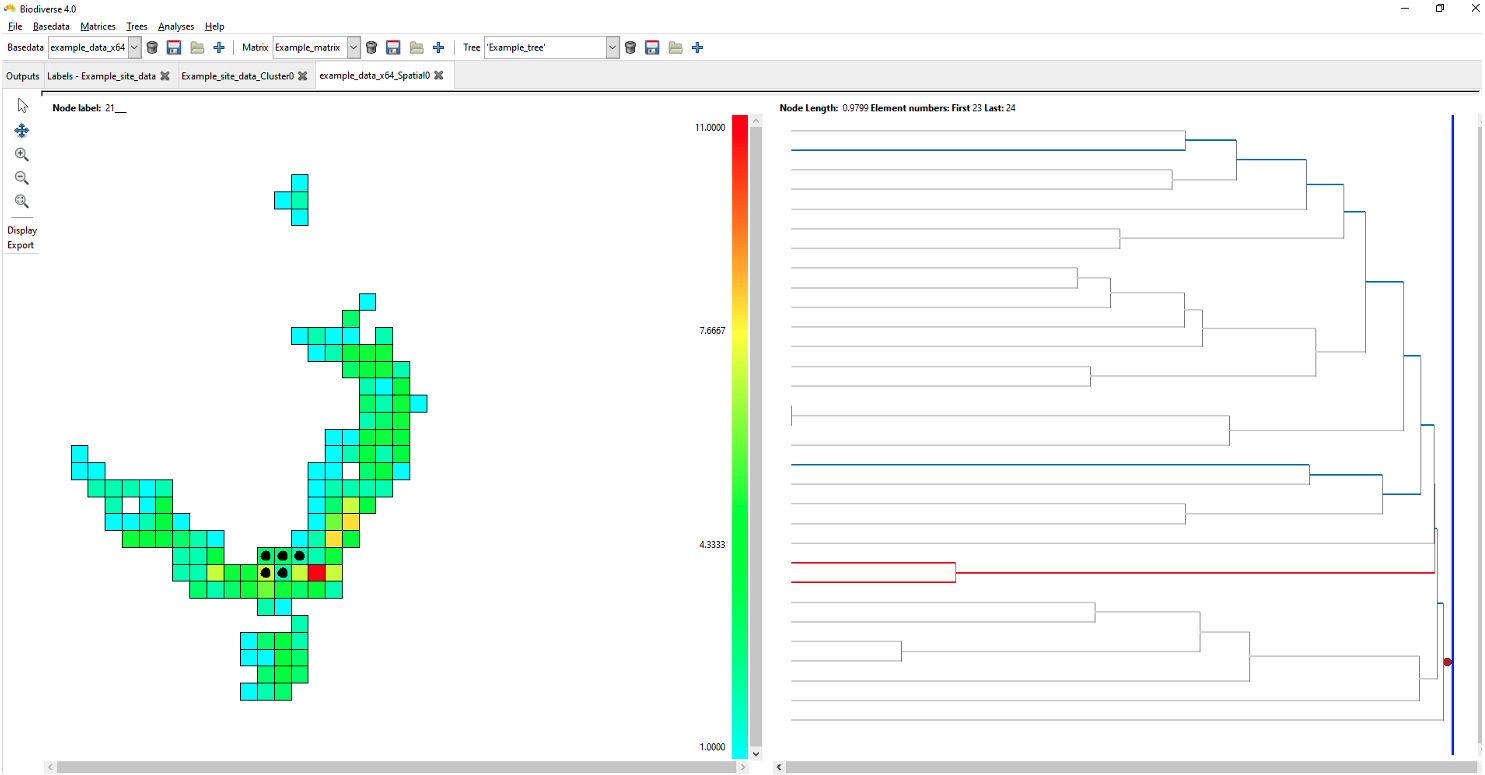 Biodiverse 4.0
File Basedata Matrices Trees Analyses Help
Basedata example_data_x64 Matrix Example_matrix Tree 'Example_tree'
Outputs Labels - Example_site_data Example_site_data_Cluster0 example_data_x64_Spatial0
Node label: 21___ Node Length: 0.9799 Element numbers: First 23 Last: 24
11.0000
Display
Export
7.6667
4.3333
1.0000